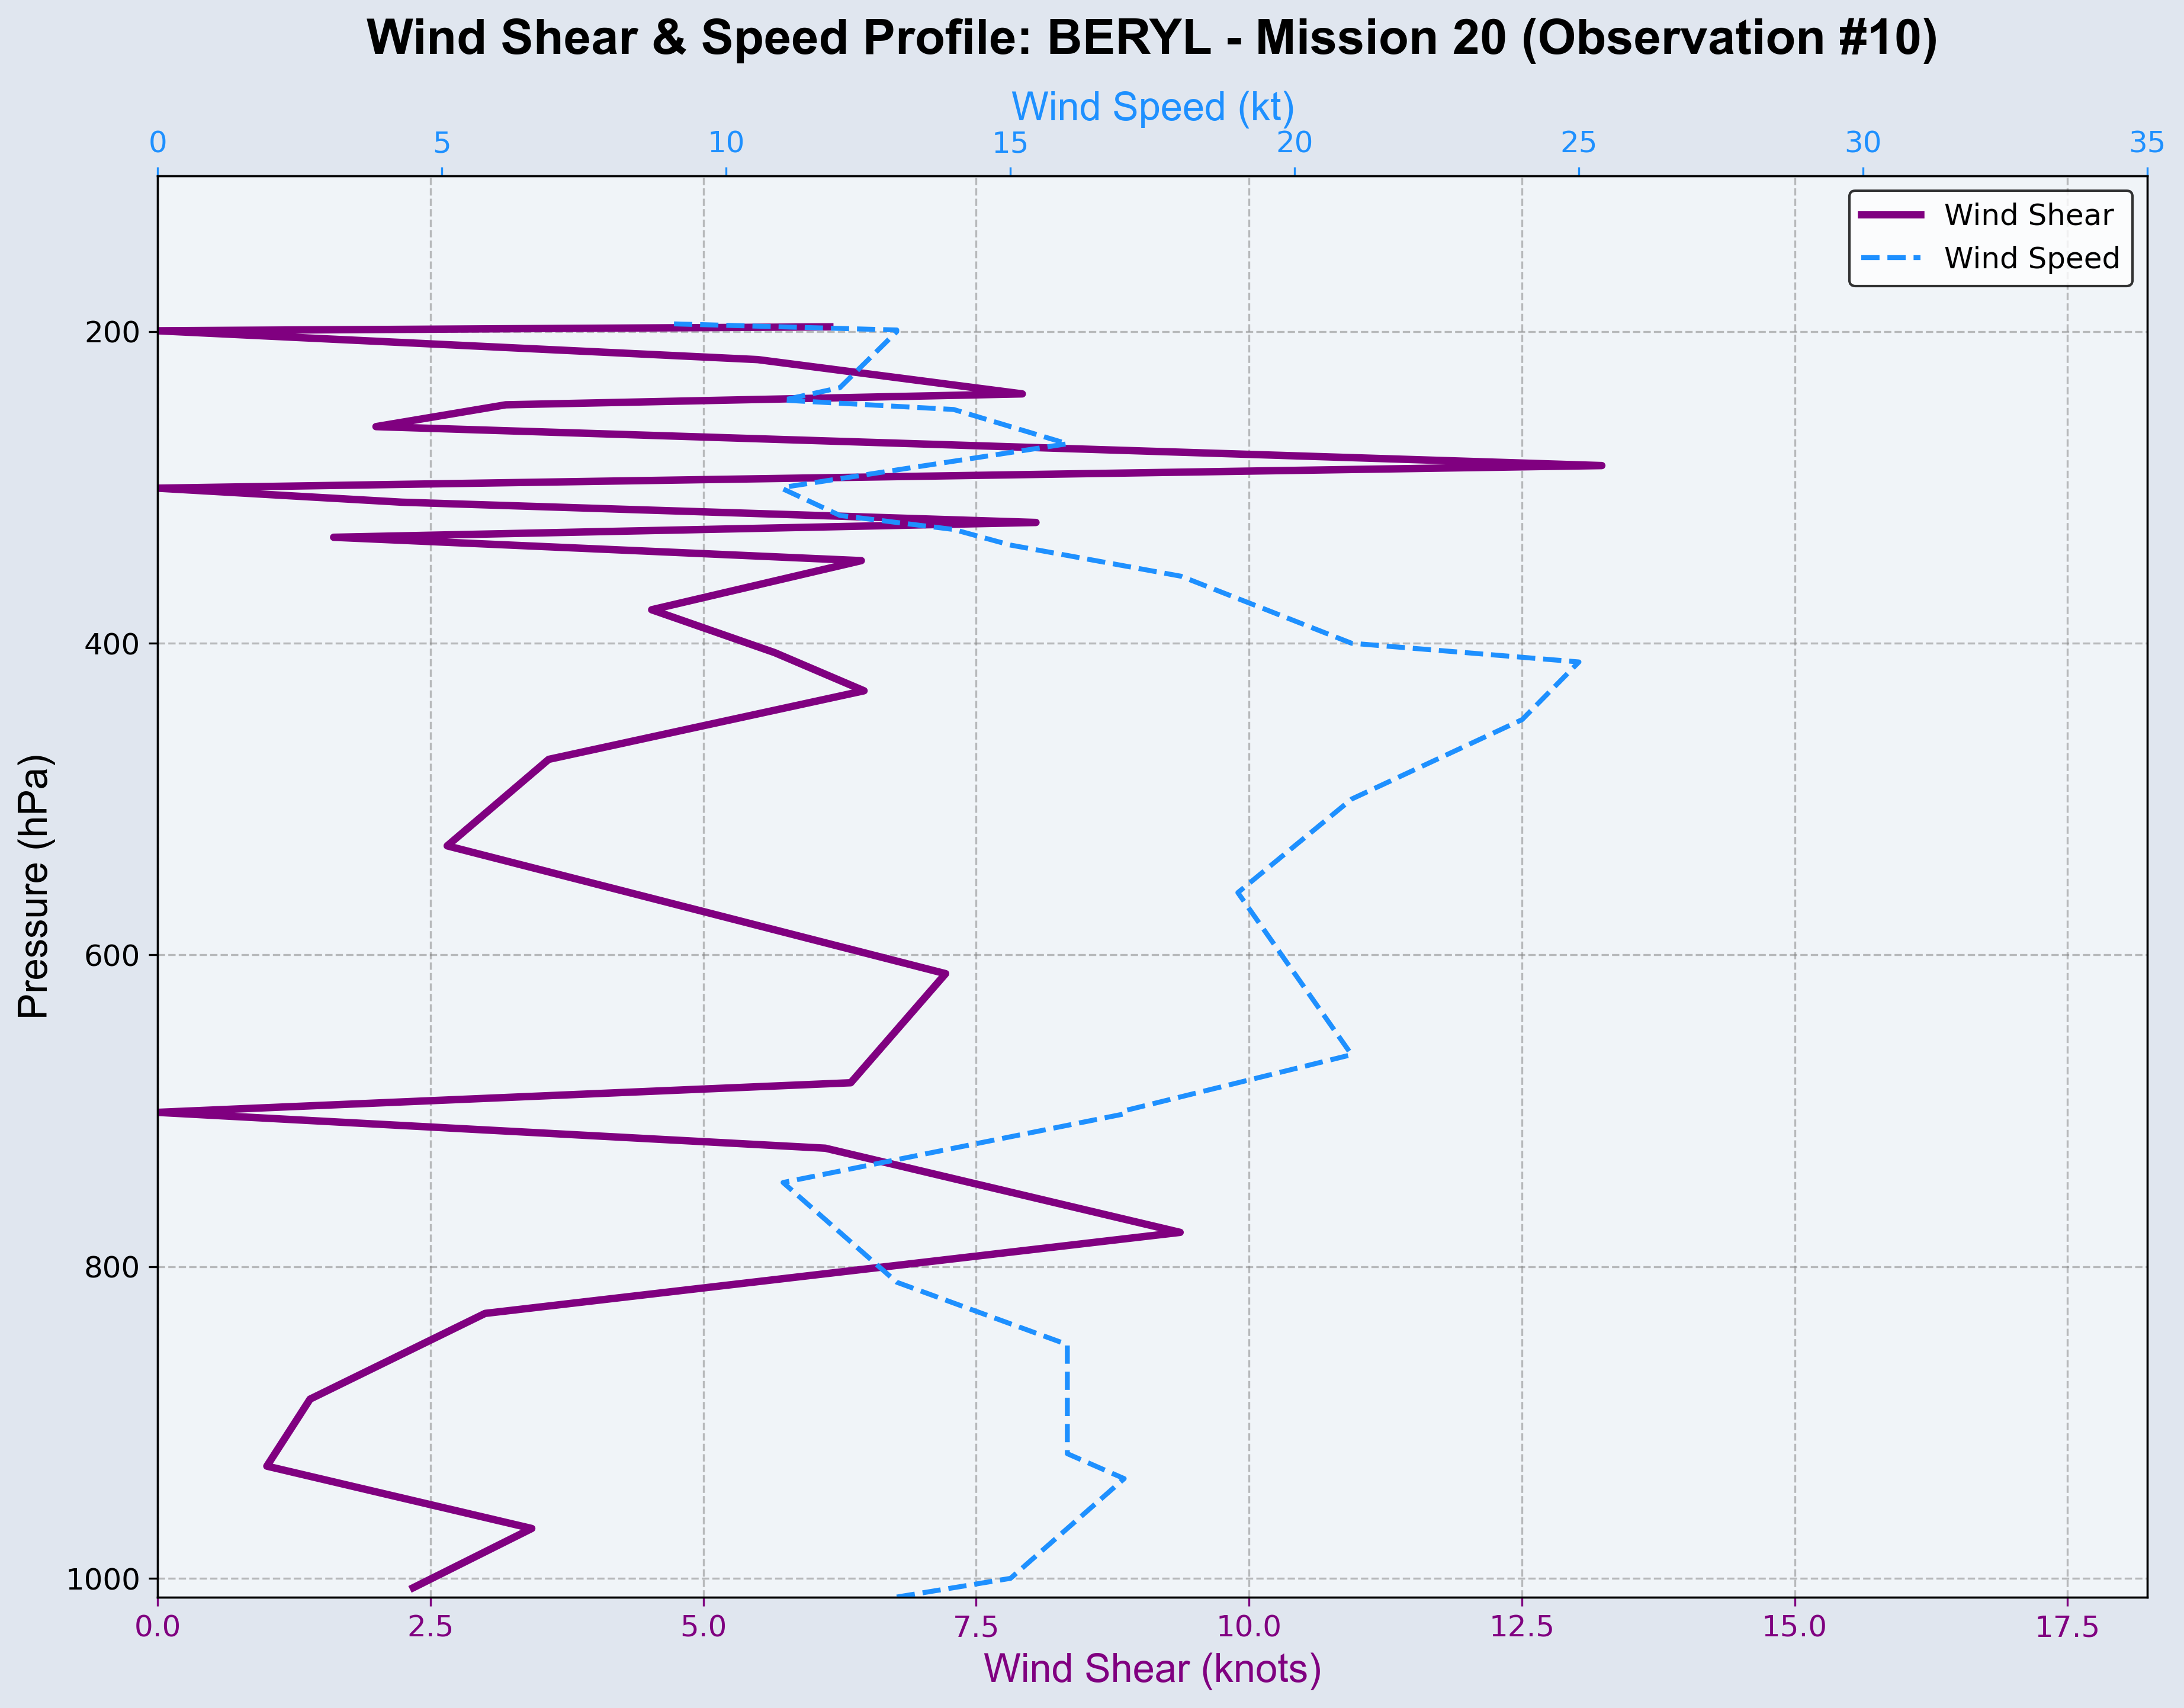 Wind Shear & Speed Profile: BERYL - Mission 20 (Observation #10)
Wind Speed (kt)
0 5 10 15 20 25 30 35
Wind Shear
Wind Speed
200
400
600
800
1000
Pressure (hPa)
0.0 2.5 5.0 7.5 10.0 12.5 15.0 17.5
Wind Shear (knots)